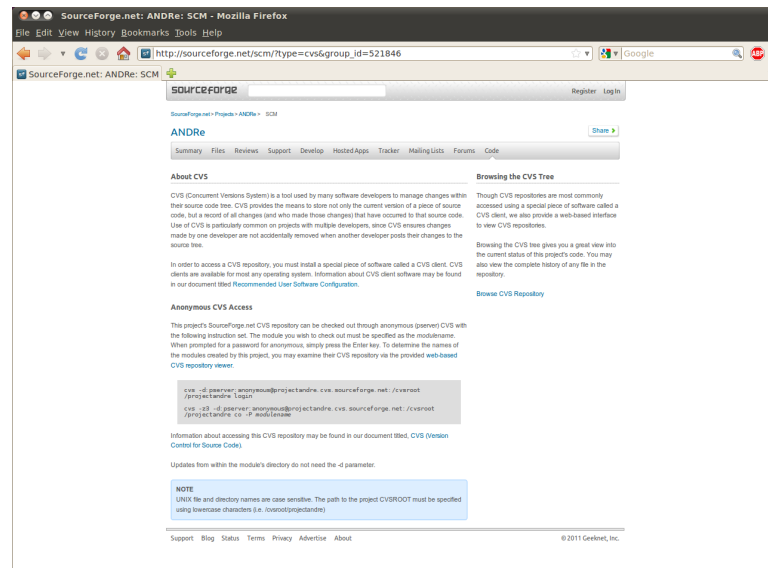 SourceForge.net: ANDRe: SCM - Mozilla Firefox
File Edit View History Bookmarks Tools Help
http://sourceforge.net/scm/?type=cvs&group_id=521846
Google
ABP
SourceForge.net: ANDRe: SCM
sourceforge
Register Log In
SourceForge.net > Projects > ANDRe > SCM
ANDRe
Share
Summary Files Reviews Support Develop Hosted Apps Tracker Mailing Lists Forums Code
About CVS
CVS (Concurrent Versions System) is a tool used by many software developers to manage changes within
their source code tree. CVS provides the means to store not only the current version of a piece of source
code, but a record of all changes (and who made those changes) that have occurred to that source code.
Use of CVS is particularly common on projects with multiple developers, since CVS ensures changes
made by one developer are not accidentally removed when another developer posts their changes to the
source tree.
In order to access a CVS repository, you must install a special piece of software called a CVS client. CVS
clients are available for most any operating system. Information about CVS client software may be found
in our document titled Recommended User Software Configuration.
Anonymous CVS Access
This project's SourceForge.net CVS repository can be checked out through anonymous (pserver) CVS with
the following instruction set. The module you wish to check out must be specified as the modulename.
When prompted for a password for anonymous, simply press the Enter key. To determine the names of
the modules created by this project, you may examine their CVS repository via the provided web-based
CVS repository viewer.
cvs -d:pserver:anonymous@projectandre.cvs.sourceforge.net:/cvsroot
/projectandre login
cvs -z3 -d:pserver:anonymous@projectandre.cvs.sourceforge.net:/cvsroot
/projectandre co -P modulename
Information about accessing this CVS repository may be found in our document titled, CVS (Version
Control for Source Code).
Updates from within the module's directory do not need the -d parameter.
NOTE
UNIX file and directory names are case sensitive. The path to the project CVSROOT must be specified
using lowercase characters (i.e. /cvsroot/projectandre)
Browsing the CVS Tree
Though CVS repositories are most commonly
accessed using a special piece of software called a
CVS client, we also provide a web-based interface
to view CVS repositories.
Browsing the CVS tree gives you a great view into
the current status of this project's code. You may
also view the complete history of any file in the
repository.
Browse CVS Repository
Support Blog Status Terms Privacy Advertise About
© 2011 Geeknet, Inc.